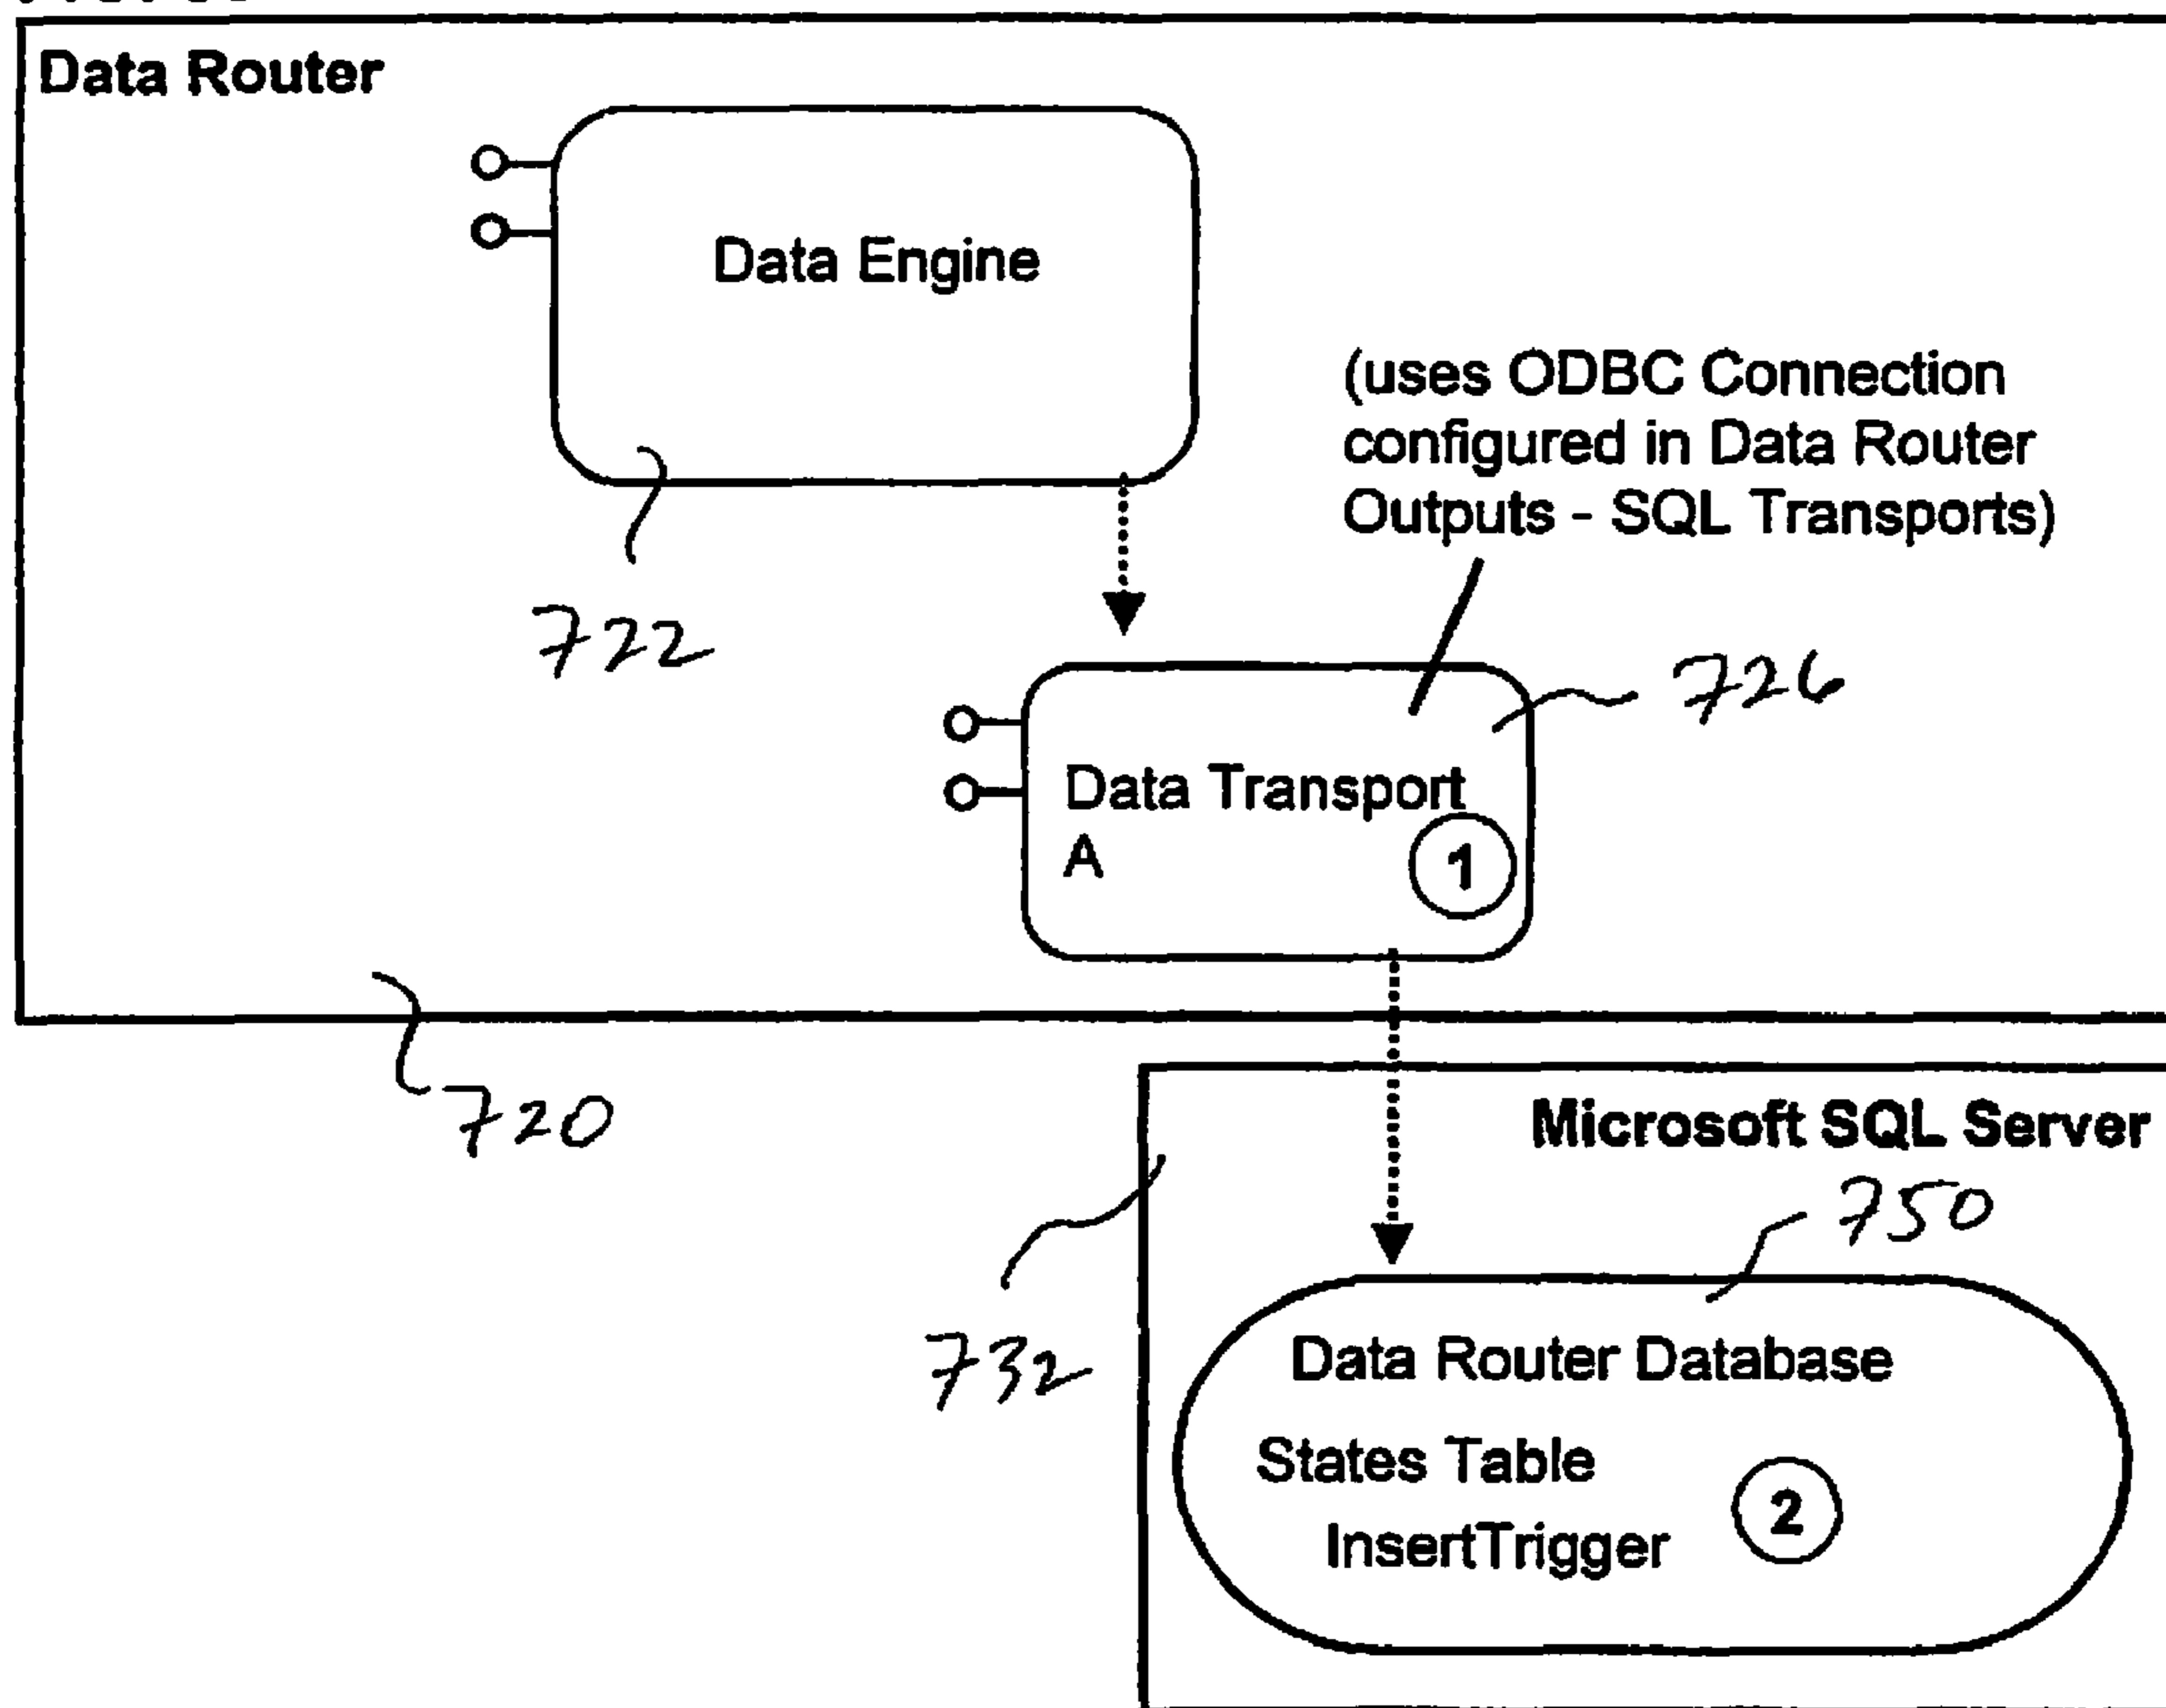 Data Router
Data Engine
(uses ODBC Connection
configured in Data Router
Outputs - SQL Transports)
722
726
Data Transport
A
1
720
Microsoft SQL Server
750
732
Data Router Database
States Table
2
InsertTrigger